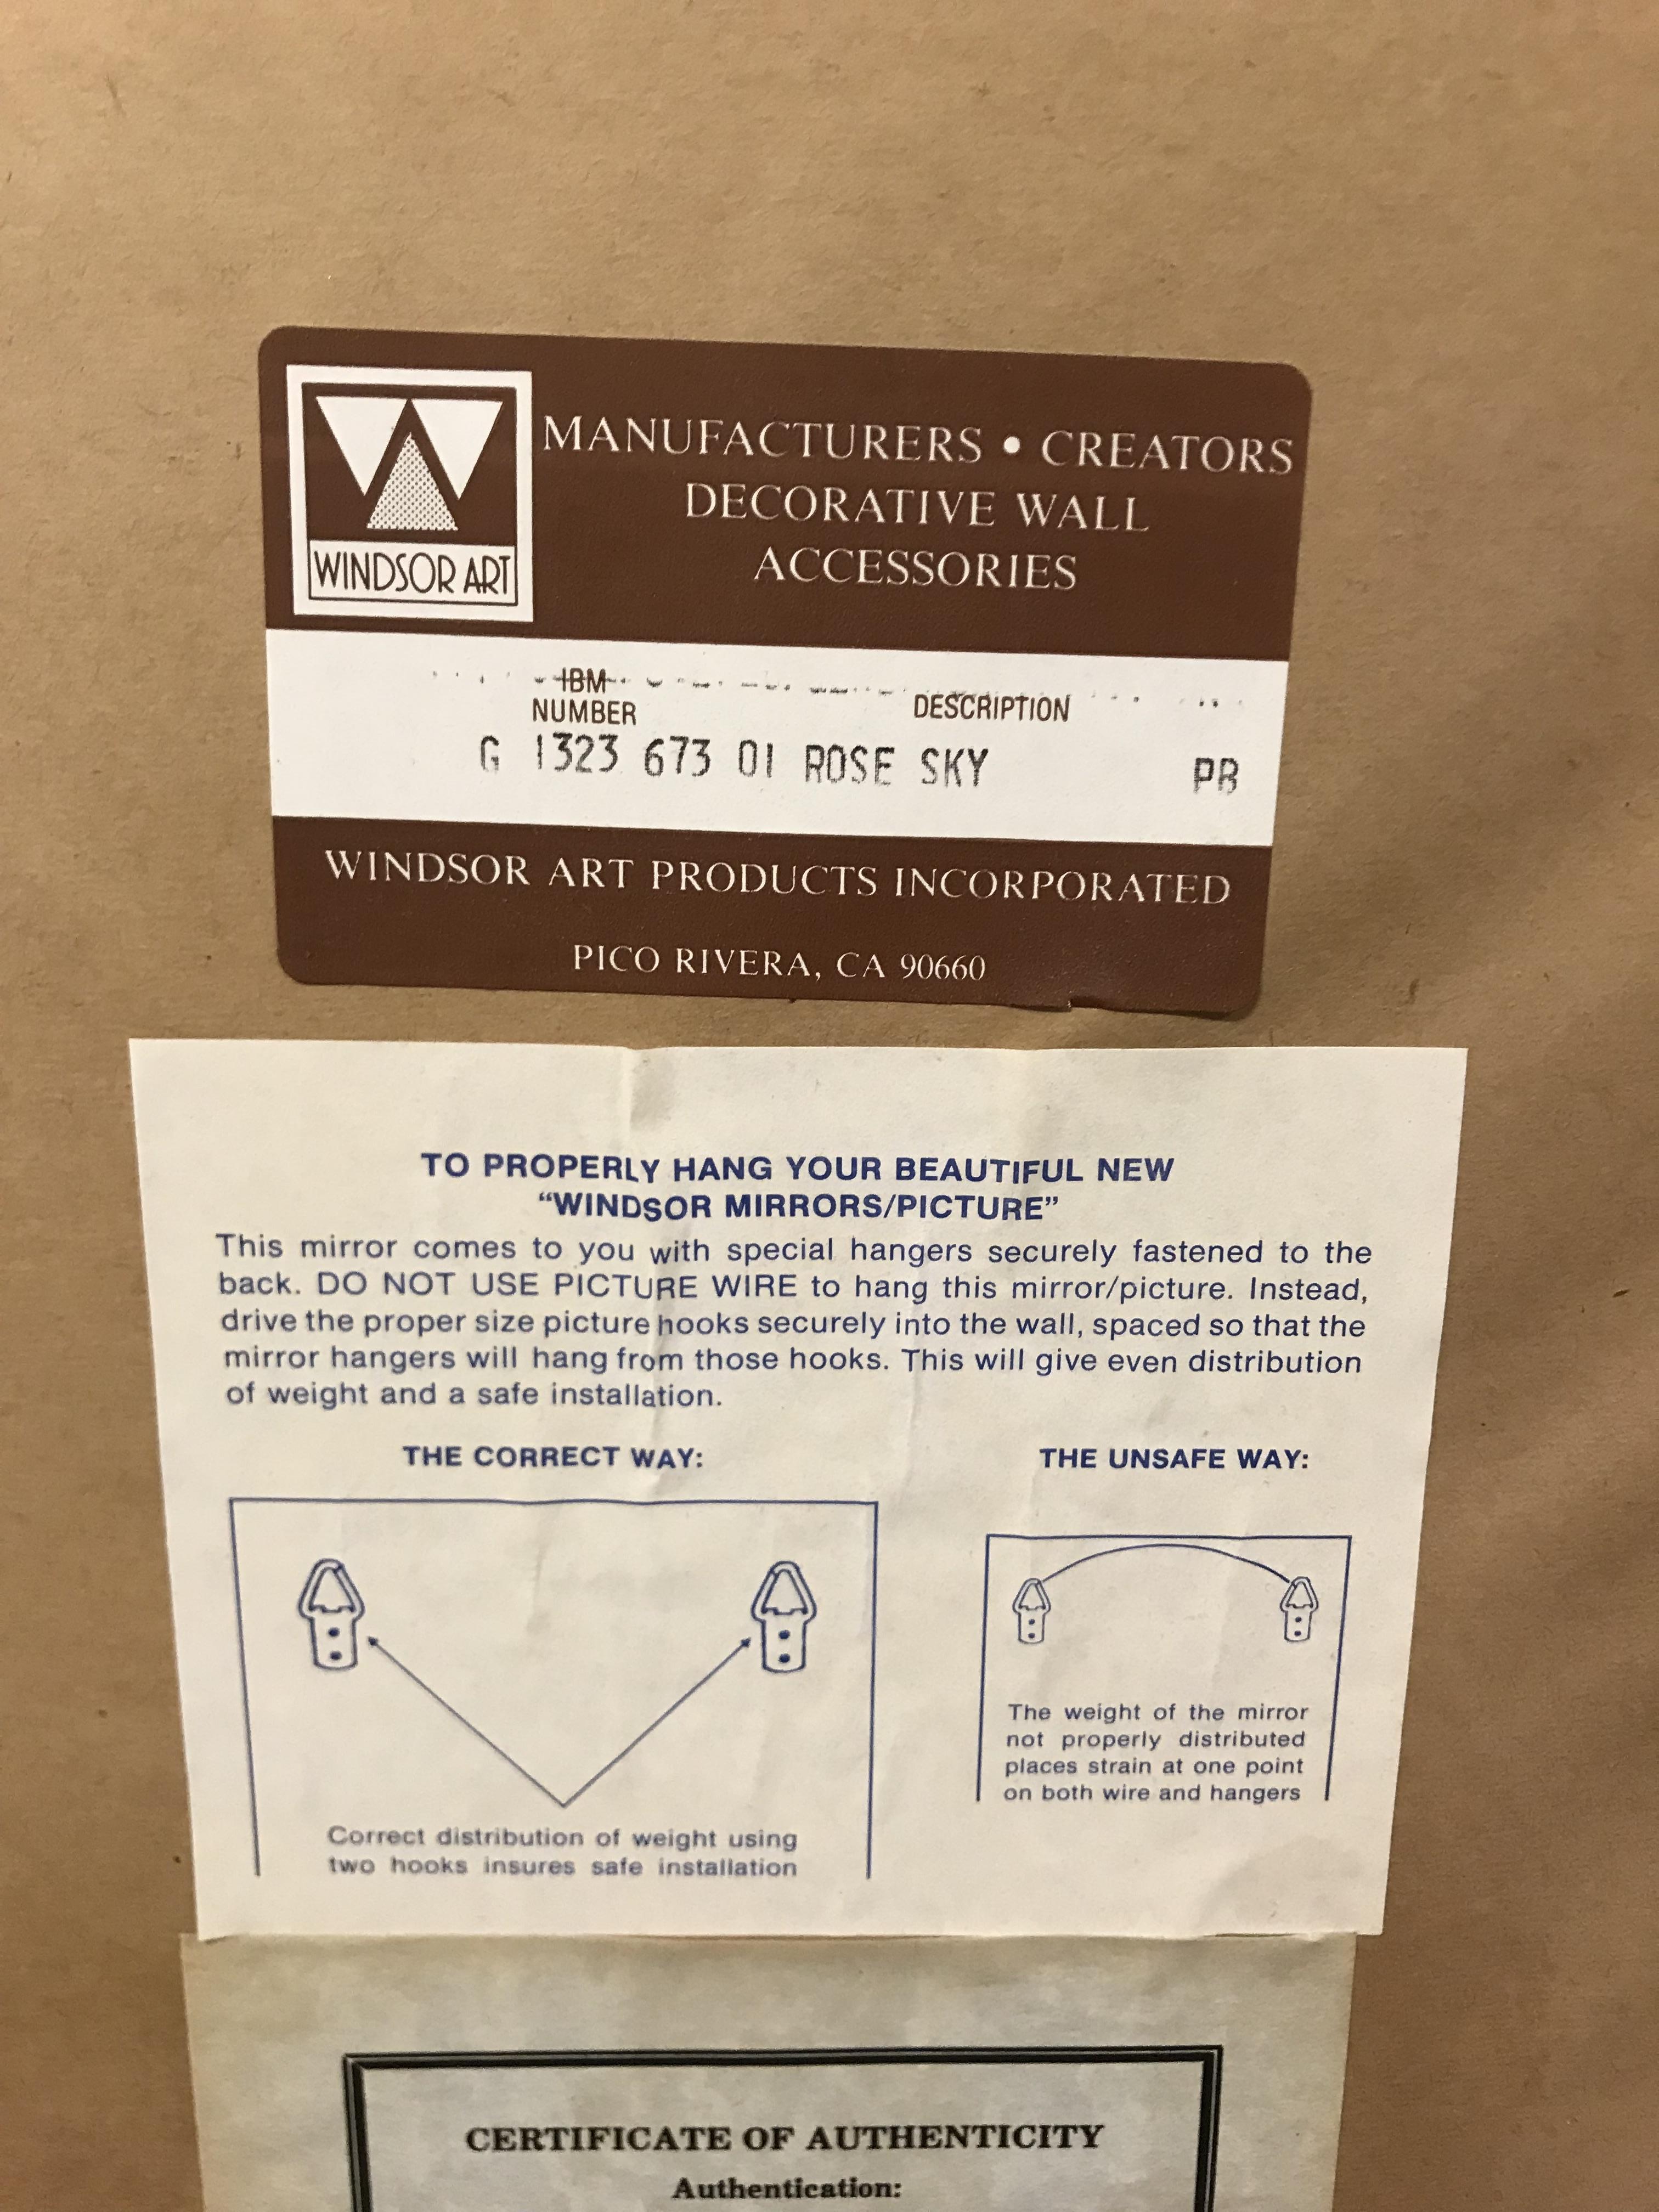 MANUFACTURERS • CREATORS
DECORATIVE WALL
ACCESSORIES
WINDSOR ART
IBM
NUMBER
DESCRIPTION
G 1323 673 01 ROSE SKY PB
WINDSOR ART PRODUCTS INCORPORATED
PICO RIVERA, CA 90660
TO PROPERLY HANG YOUR BEAUTIFUL NEW
“WINDSOR MIRRORS/PICTURE”
This mirror comes to you with special hangers securely fastened to the
back. DO NOT USE PICTURE WIRE to hang this mirror/picture. Instead,
drive the proper size picture hooks securely into the wall, spaced so that the
mirror hangers will hang from those hooks. This will give even distribution
of weight and a safe installation.
THE CORRECT WAY:
Correct distribution of weight using
two hooks insures safe installation
THE UNSAFE WAY:
The weight of the mirror
not properly distributed
places strain at one point
on both wire and hangers
CERTIFICATE OF AUTHENTICITY
Authentication: